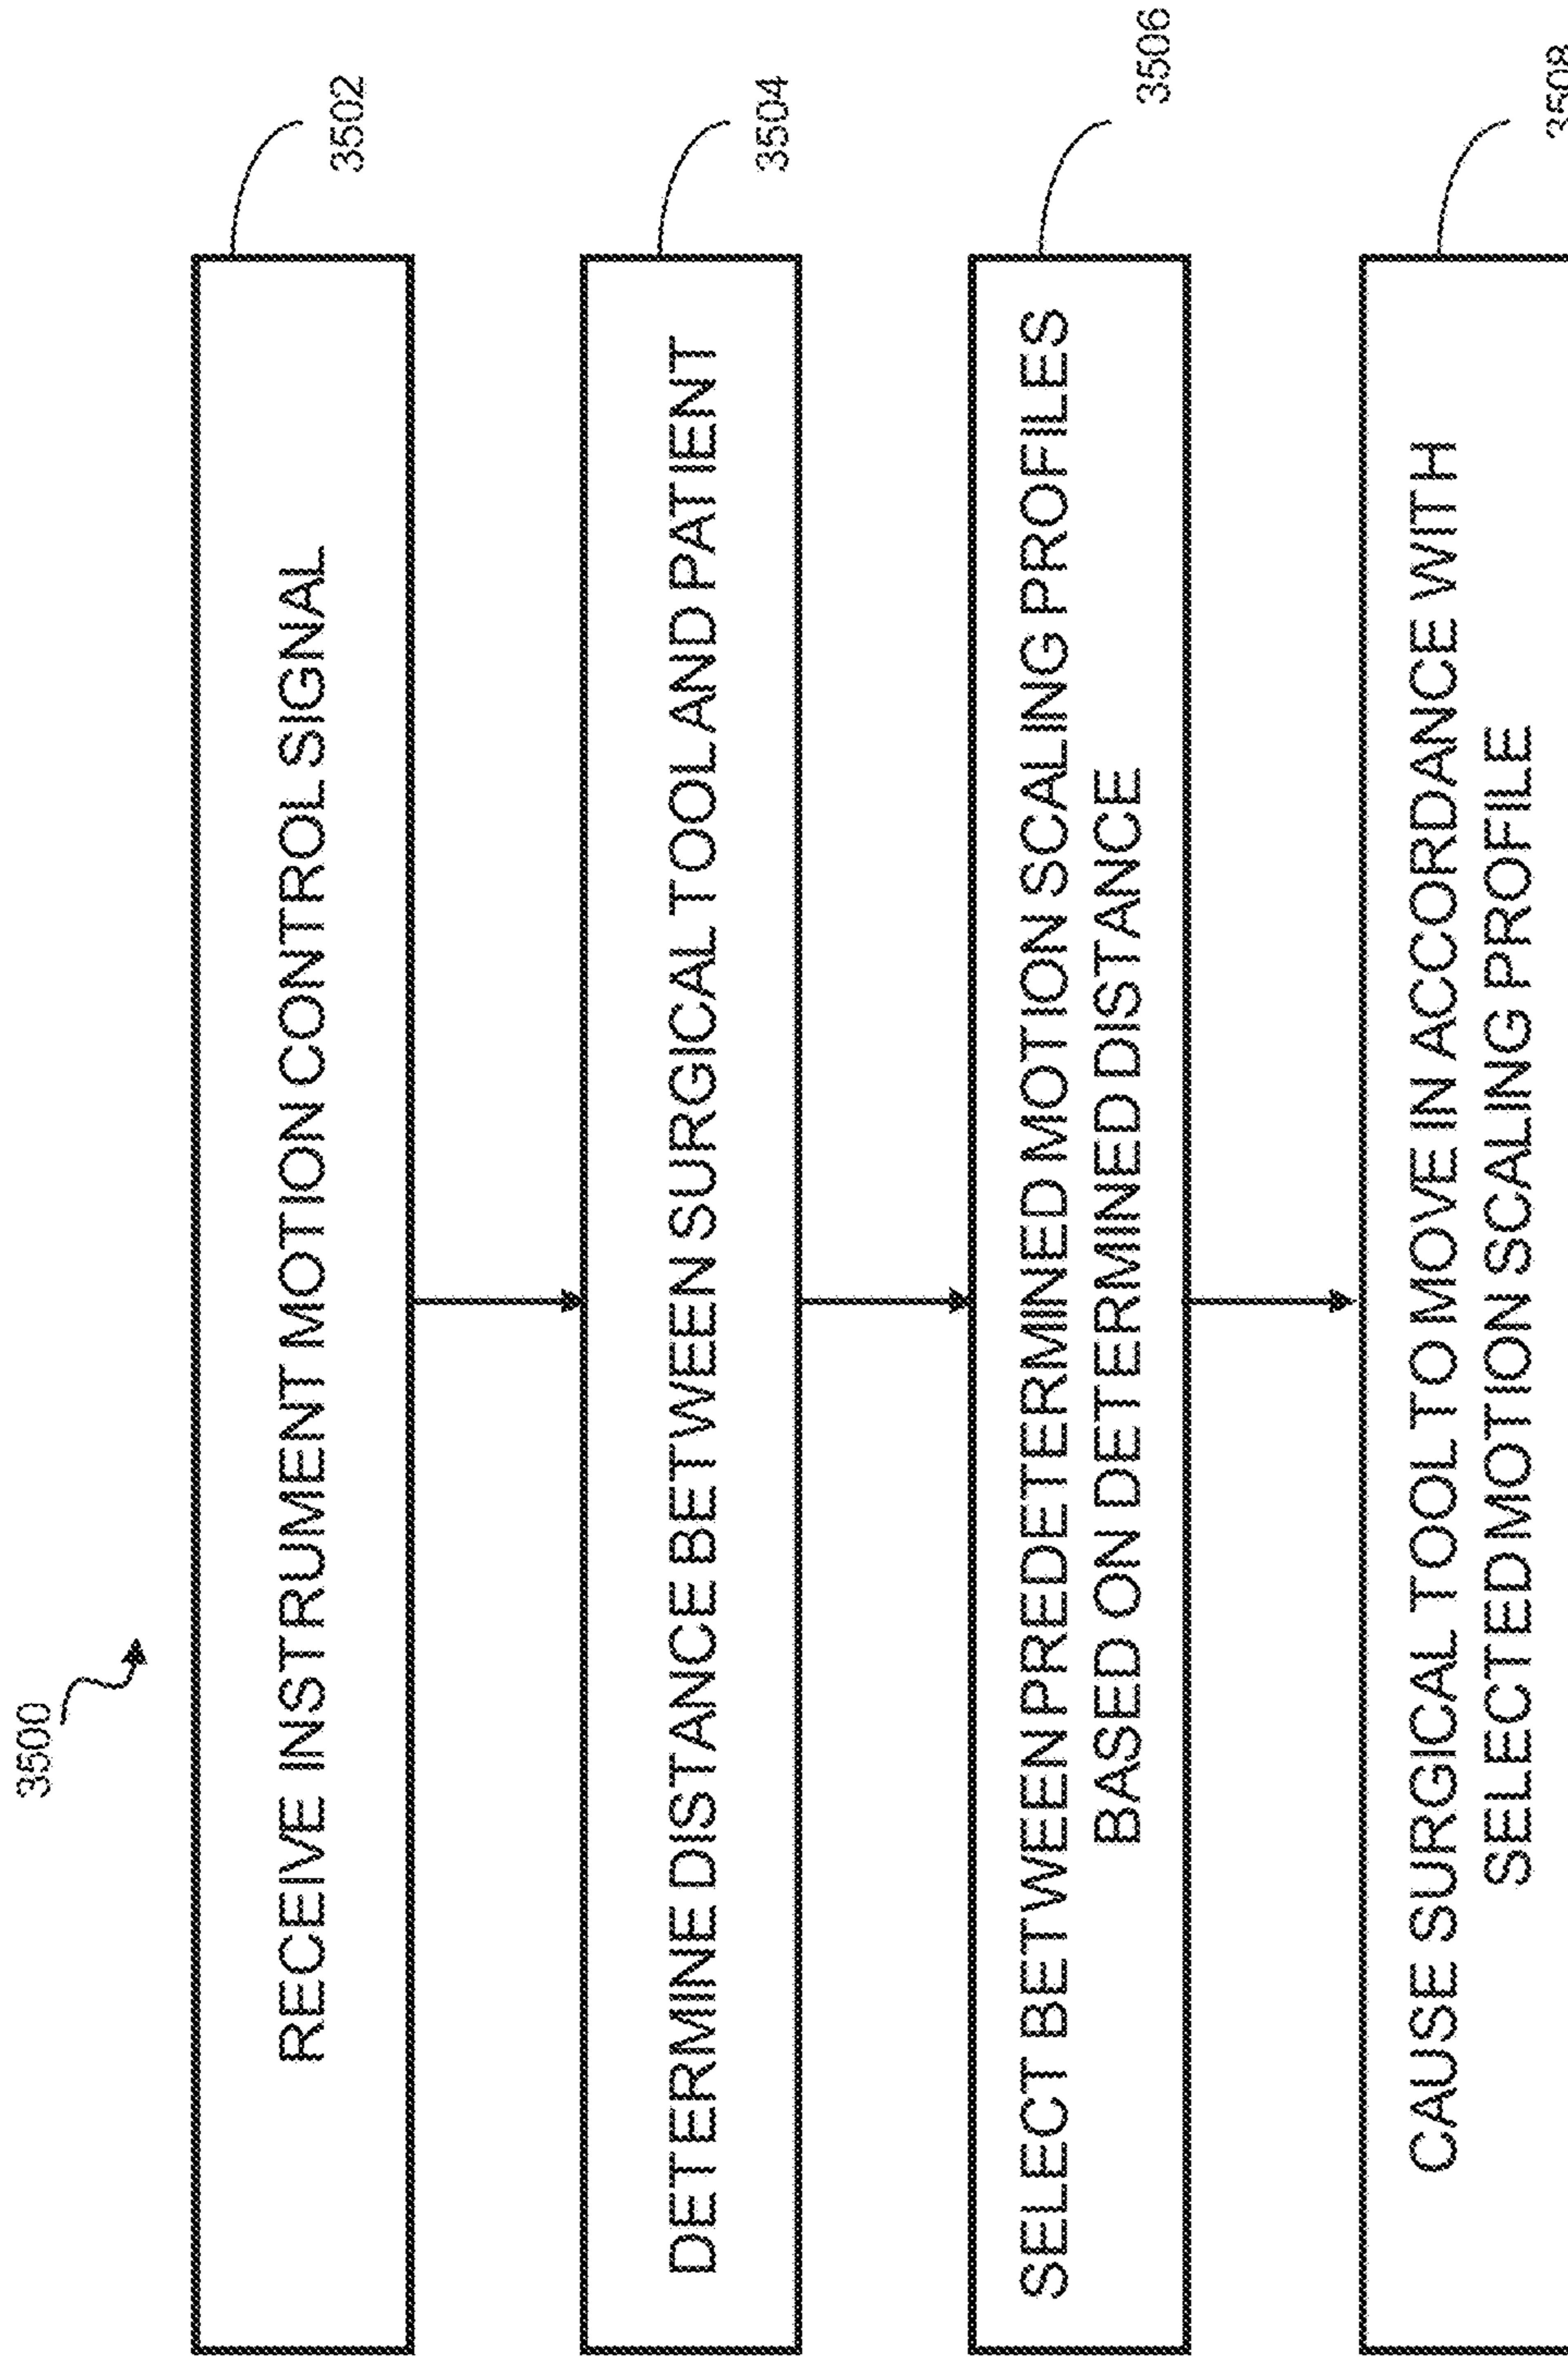 3500
RECEIVE INSTRUMENT MOTION CONTROL SIGNAL
3502
DETERMINE DISTANCE BETWEEN SURGICAL TOOL AND PATIENT
3504
SELECT BETWEEN PREDETERMINED MOTION SCALING PROFILES
BASED ON DETERMINED DISTANCE
3506
CAUSE SURGICAL TOOL TO MOVE IN ACCORDANCE WITH
SELECTED MOTION SCALING PROFILE
3508